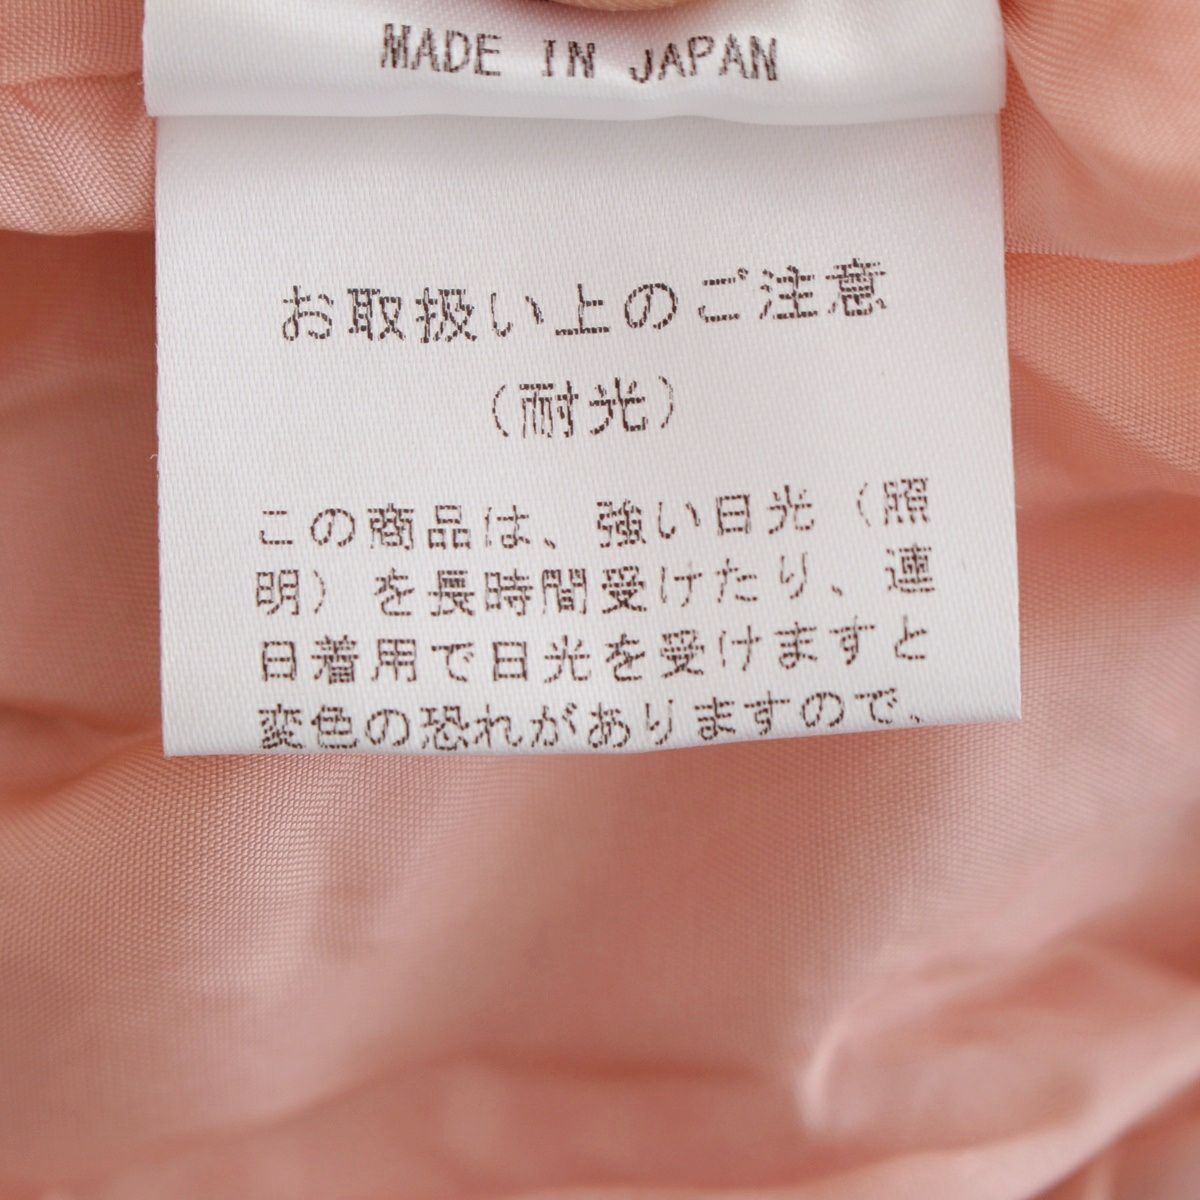 MADE IN JAPAN
お取扱い上のご注意
(耐光)
この商品は、強い日光(照
明)を長時間受けたり、連
日着用で日光を受けますと
変色の恐れがありますので、